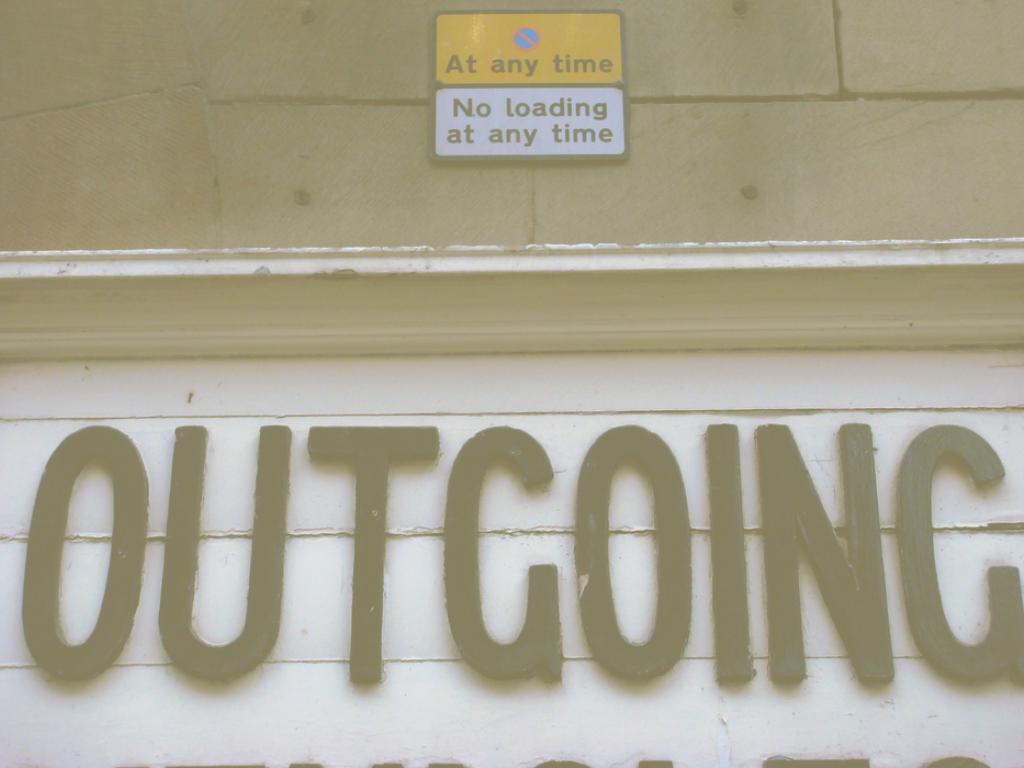 At any time
No loading
at any time
OUTGOING